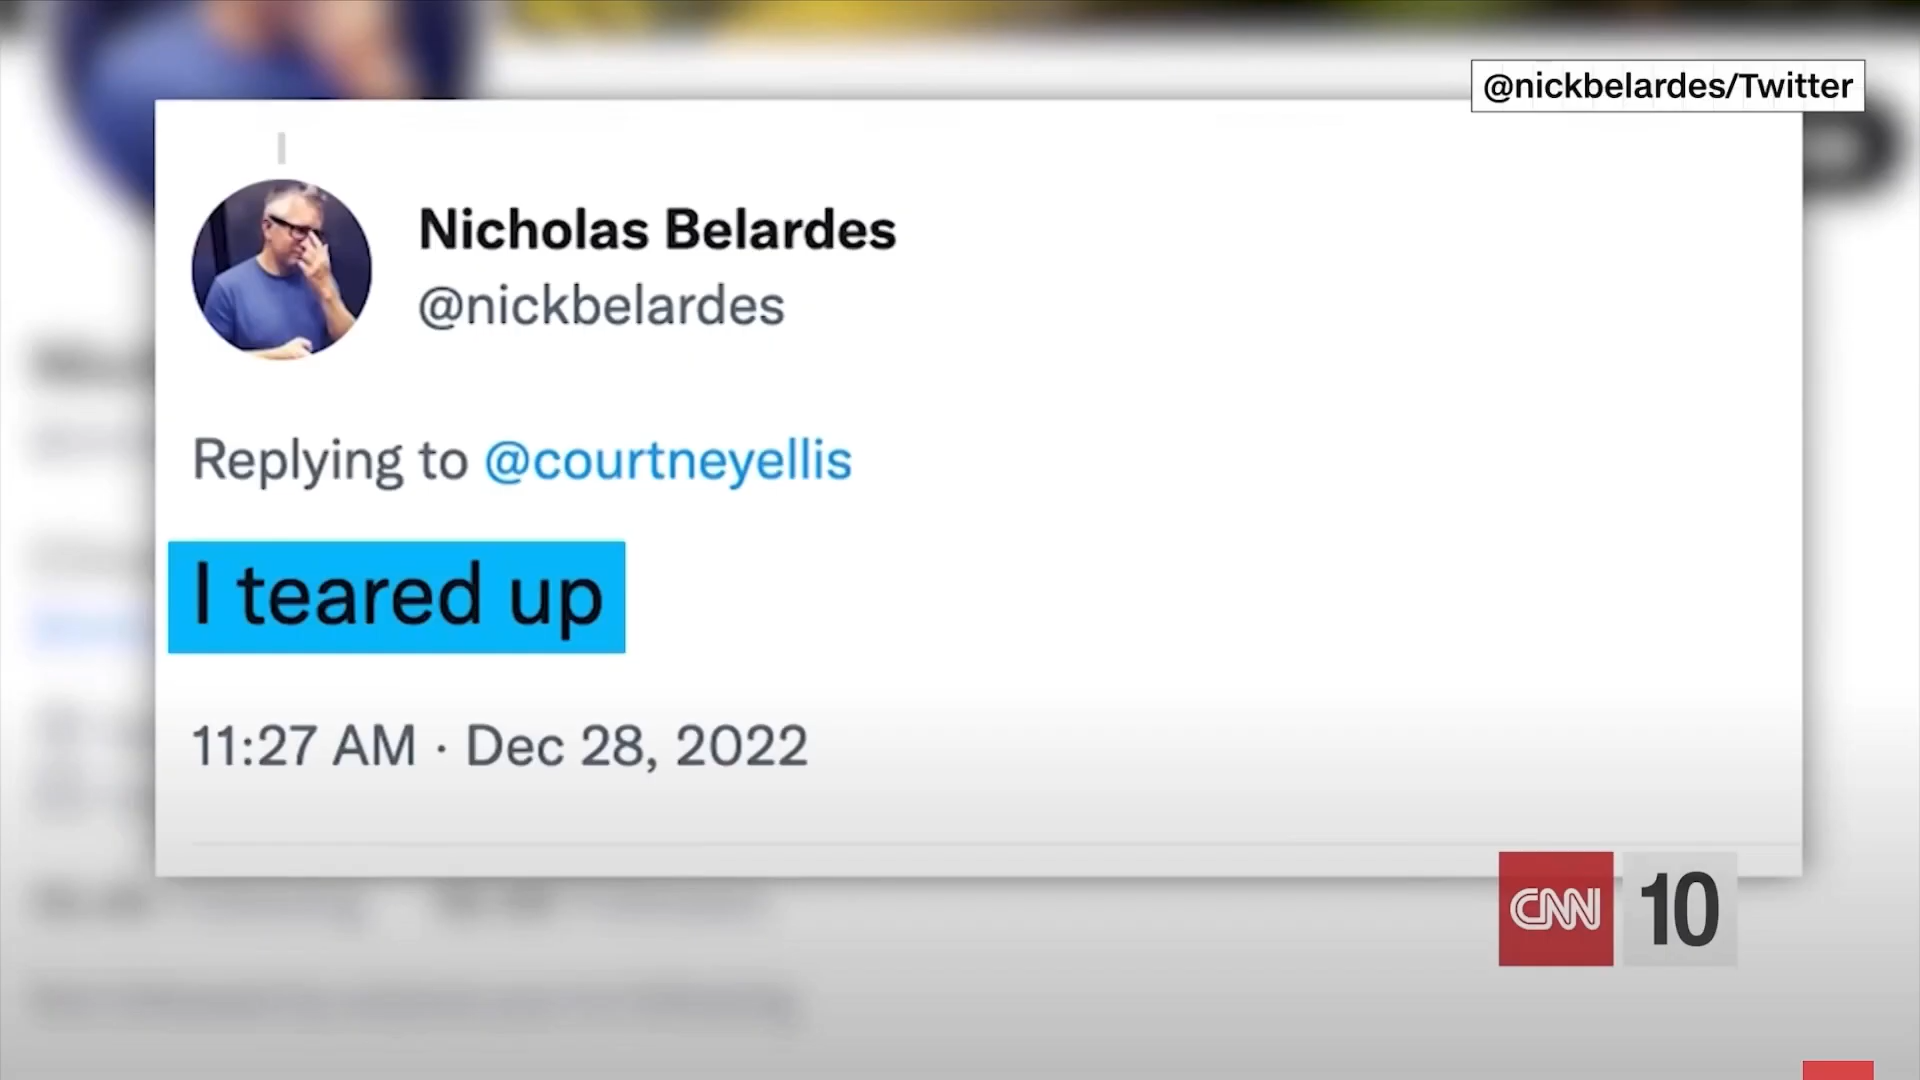 @nickbelardes/Twitter
Nicholas Belardes
@nickbelardes
Replying to @courtneyellis
I teared up
11:27 AM · Dec 28, 2022
CNN 10